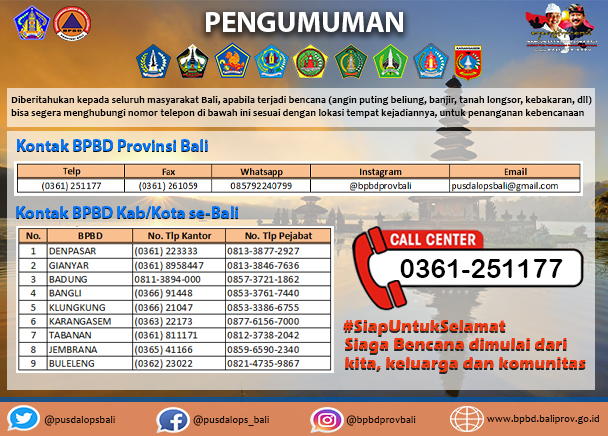 PENGUMUMAN
BPBD
KARANGASEM
Diberitahukan kepada seluruh masyarakat Bali, apabila terjadi bencana (angin puting beliung, banjir, tanah longsor, kebakaran, dll)
bisa segera menghubungi nomor telepon di bawah ini sesuai dengan lokasi tempat kejadiannya, untuk penanganan kebencanaan
Kontak BPBD Provinsi Bali
Telp Fax Whatsapp Instagram Email
(0361) 251177 (0361) 261059 085792240799 @bpbdprovbali pusdalopsbali@gmail.com
Kontak BPBD Kab/Kota se-Bali
No. BPBD No. Tlp Kantor No. Tlp Pejabat
1 DENPASAR (0361) 223333 0813-3877-2927
2 GIANYAR (0361) 8958447 0813-3846-7636
3 BADUNG 0811-3894-000 0857-3721-1862
4 BANGLI (0366) 91448 0853-3761-7440
5 KLUNGKUNG (0366) 21047 0853-3386-6755
6 KARANGASEM (0363) 22173 0877-6156-7000
7 TABANAN (0361) 811171 0812-3738-2042
8 JEMBRANA (0365) 41166 0859-6590-2340
9 BULELENG (0362) 23022 0821-4735-9867
CALL CENTER
0361-251177
#SiapUntukSelamat
Siaga Bencana dimulai dari
kita, keluarga dan komunitas
@pusdalopsbali @pusdalops_bali @bpbdprovbali www.bpbd.baliprov.go.id